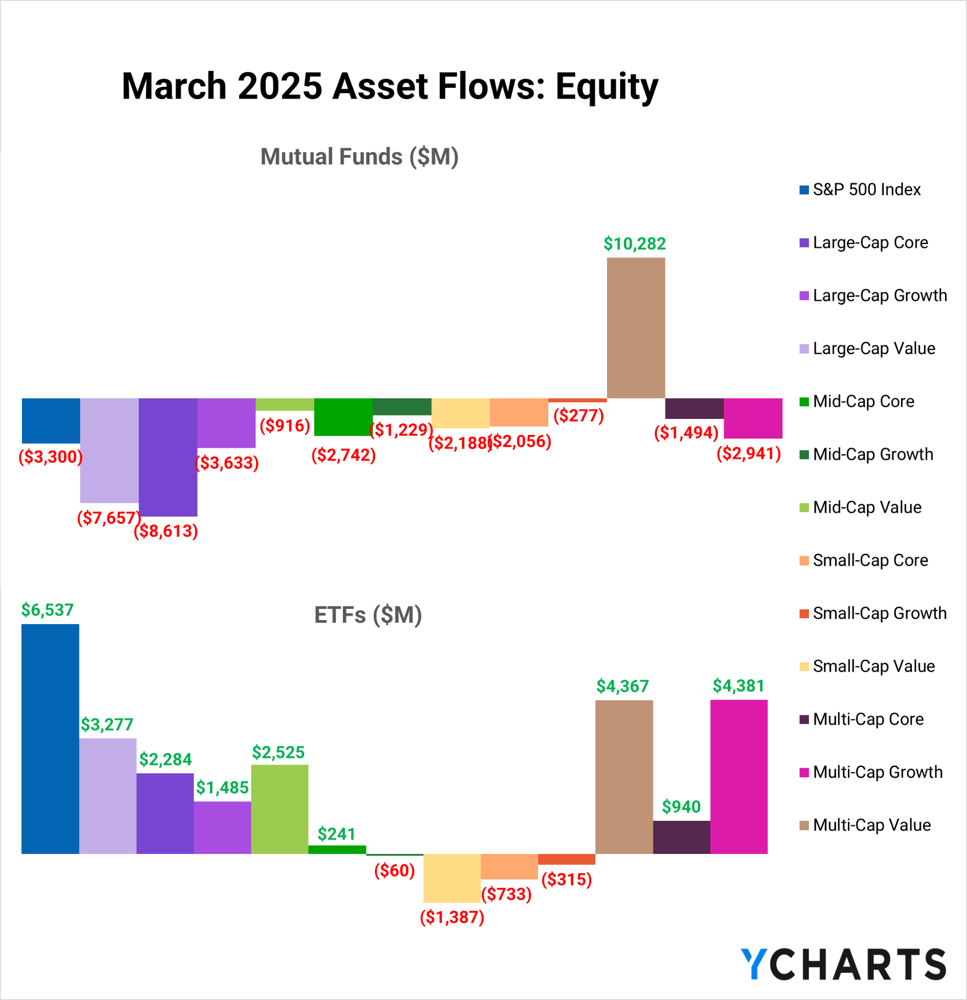 March 2025 Asset Flows: Equity
Mutual Funds ($M)
S&P 500 Index
Large-Cap Core
Large-Cap Growth
Large-Cap Value
Mid-Cap Core
Mid-Cap Growth
Mid-Cap Value
Small-Cap Core
Small-Cap Growth
Small-Cap Value
Multi-Cap Core
Multi-Cap Growth
Multi-Cap Value
($3,300)
($7,657)
($8,613)
($3,633)
($916)
($2,742)
($1,229)
($2,188)
($2,056)
($277)
$10,282
($1,494)
($2,941)
ETFs ($M)
$6,537
$3,277
$2,284
$1,485
$2,525
$241
($60)
($1,387)
($733)
($315)
$4,367
$940
$4,381
YCHARTS